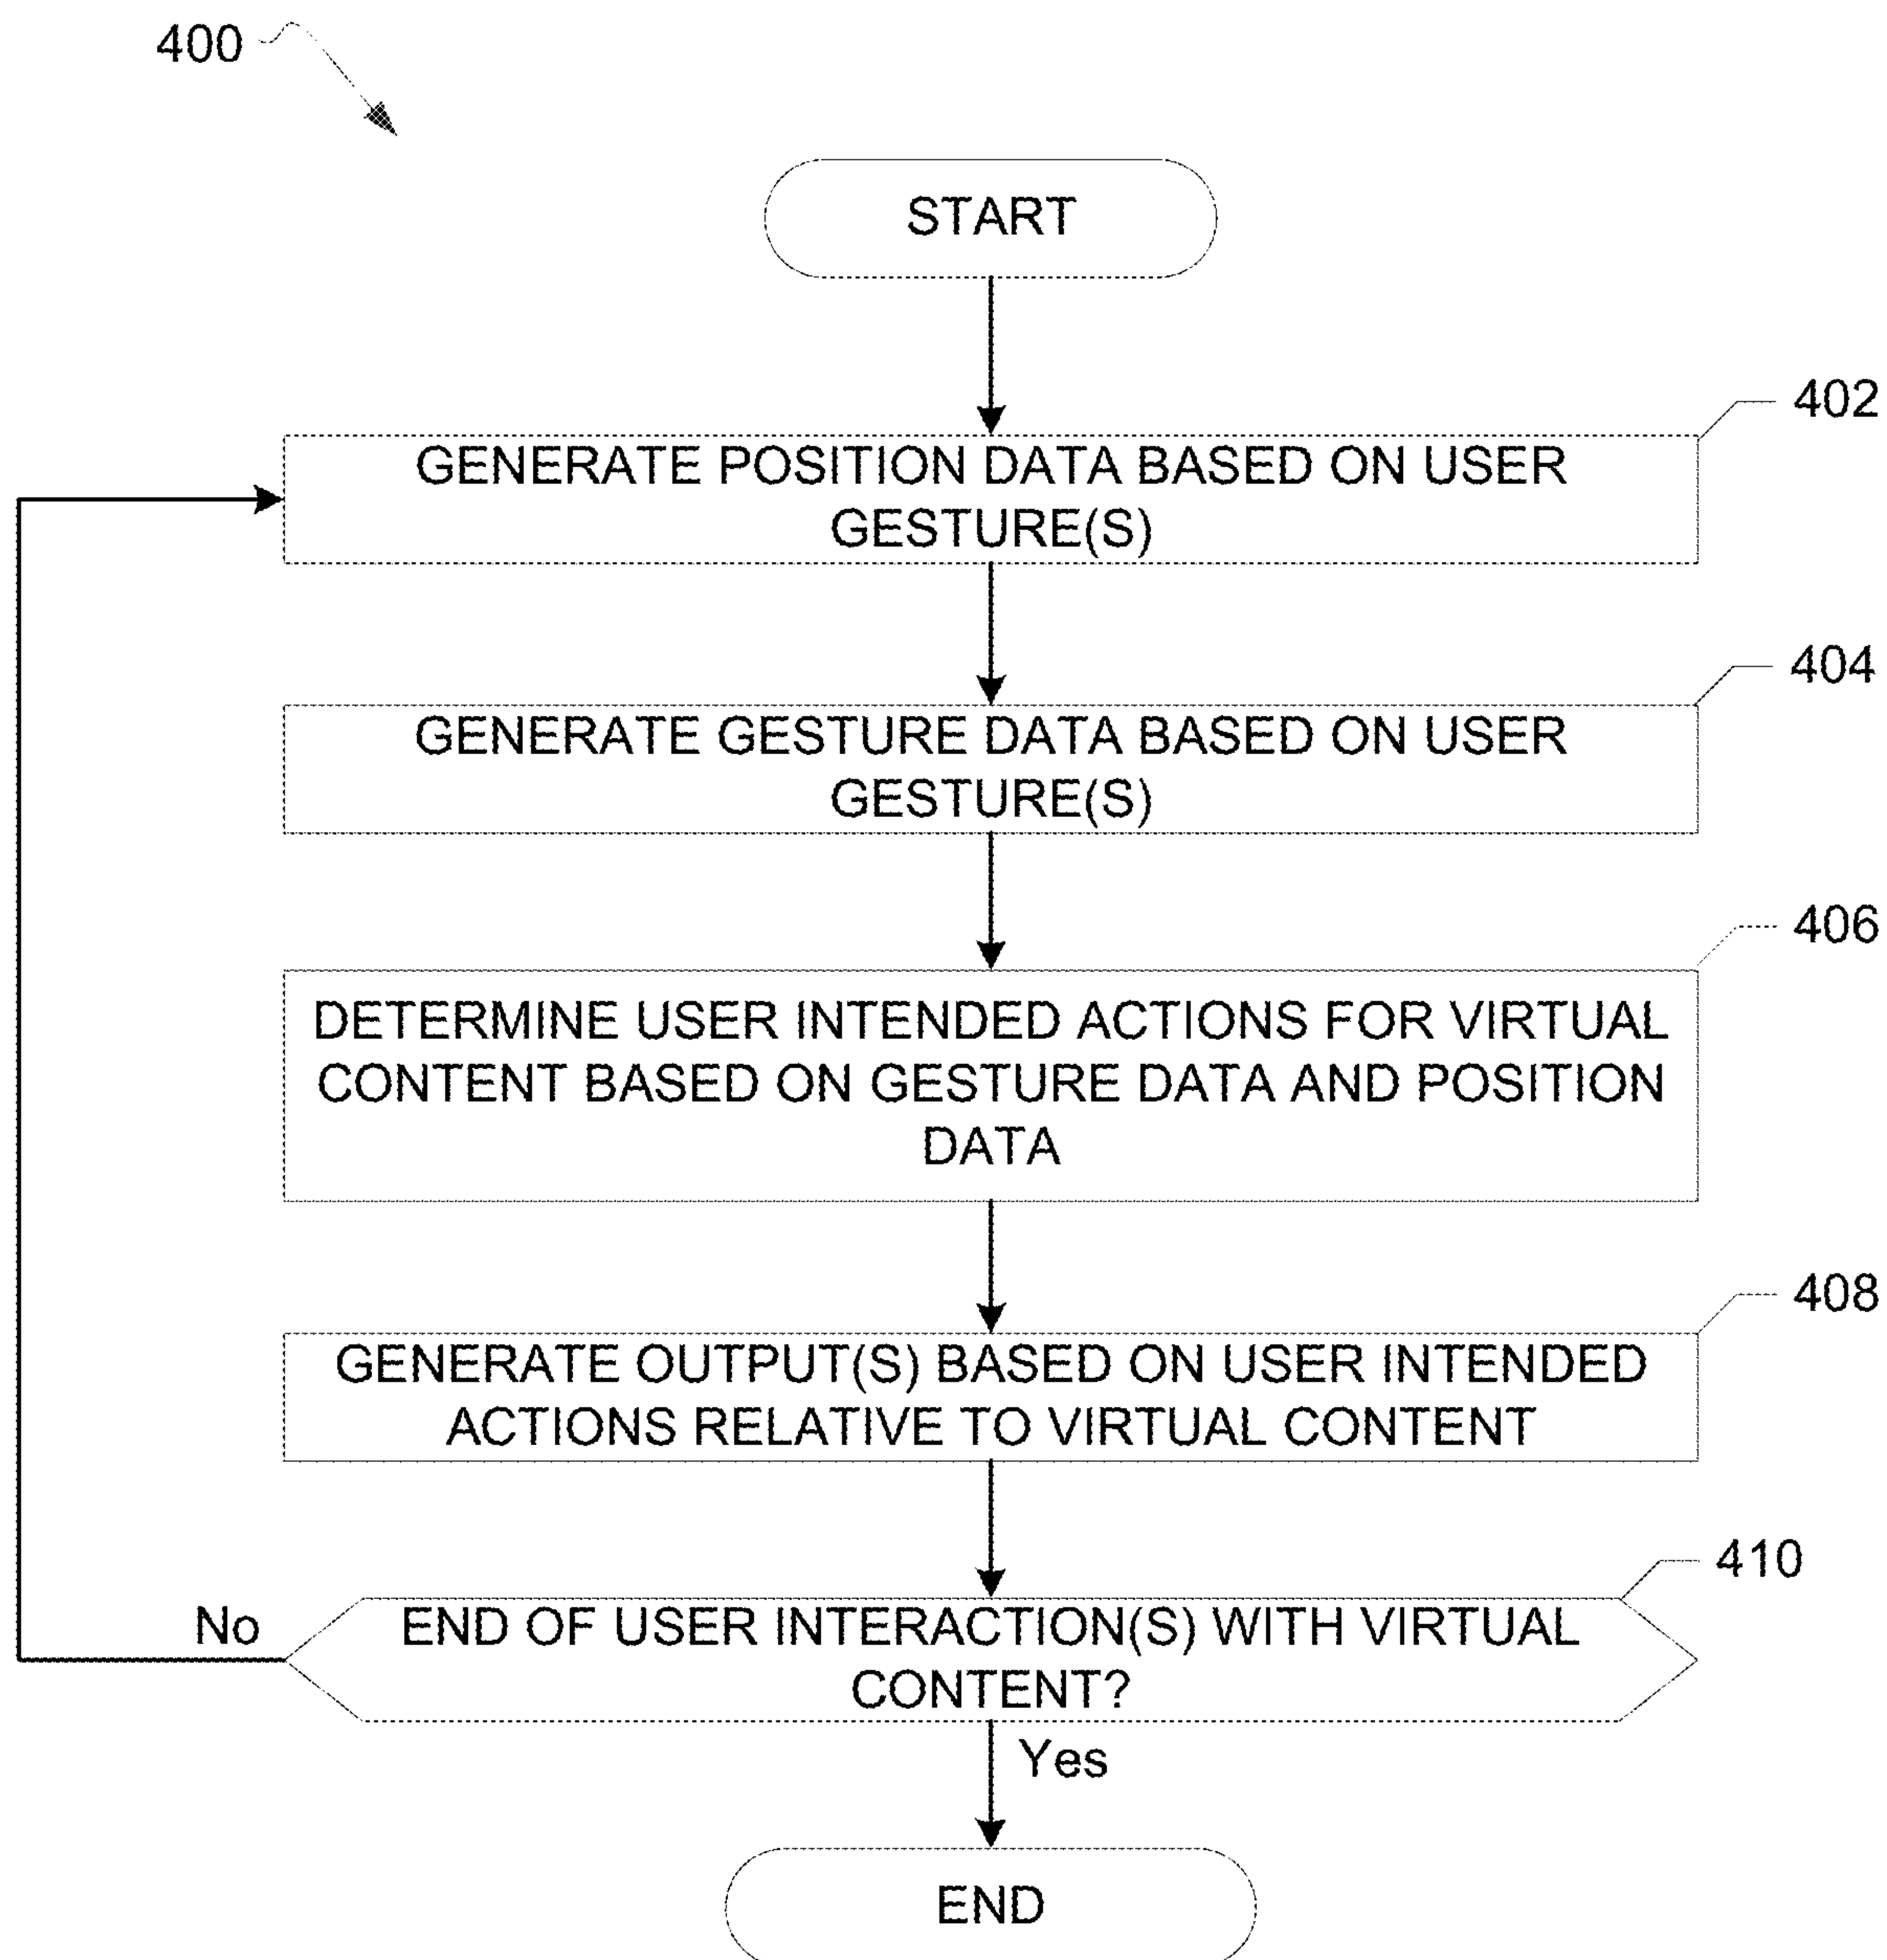 400
START
402
GENERATE POSITION DATA BASED ON USER
GESTURE(S)
404
GENERATE GESTURE DATA BASED ON USER
GESTURE(S)
406
DETERMINE USER INTENDED ACTIONS FOR VIRTUAL
CONTENT BASED ON GESTURE DATA AND POSITION
DATA
408
GENERATE OUTPUT(S) BASED ON USER INTENDED
ACTIONS RELATIVE TO VIRTUAL CONTENT
410
No
END OF USER INTERACTION(S) WITH VIRTUAL
CONTENT?
Yes
END